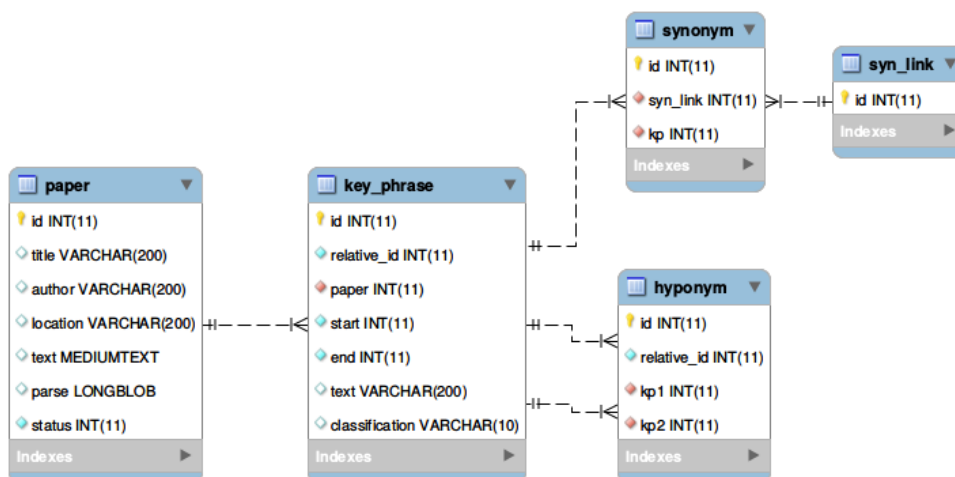 synonym
id INT(11)
syn_link INT(11)
kp INT(11)
Indexes
syn_link
id INT(11)
Indexes
paper
id INT(11)
title VARCHAR(200)
author VARCHAR(200)
location VARCHAR(200)
text MEDIUMTEXT
parse LONGBLOB
status INT(11)
Indexes
key_phrase
id INT(11)
relative_id INT(11)
paper INT(11)
start INT(11)
end INT(11)
text VARCHAR(200)
classification VARCHAR(10)
Indexes
hyponym
id INT(11)
relative_id INT(11)
kp1 INT(11)
kp2 INT(11)
Indexes